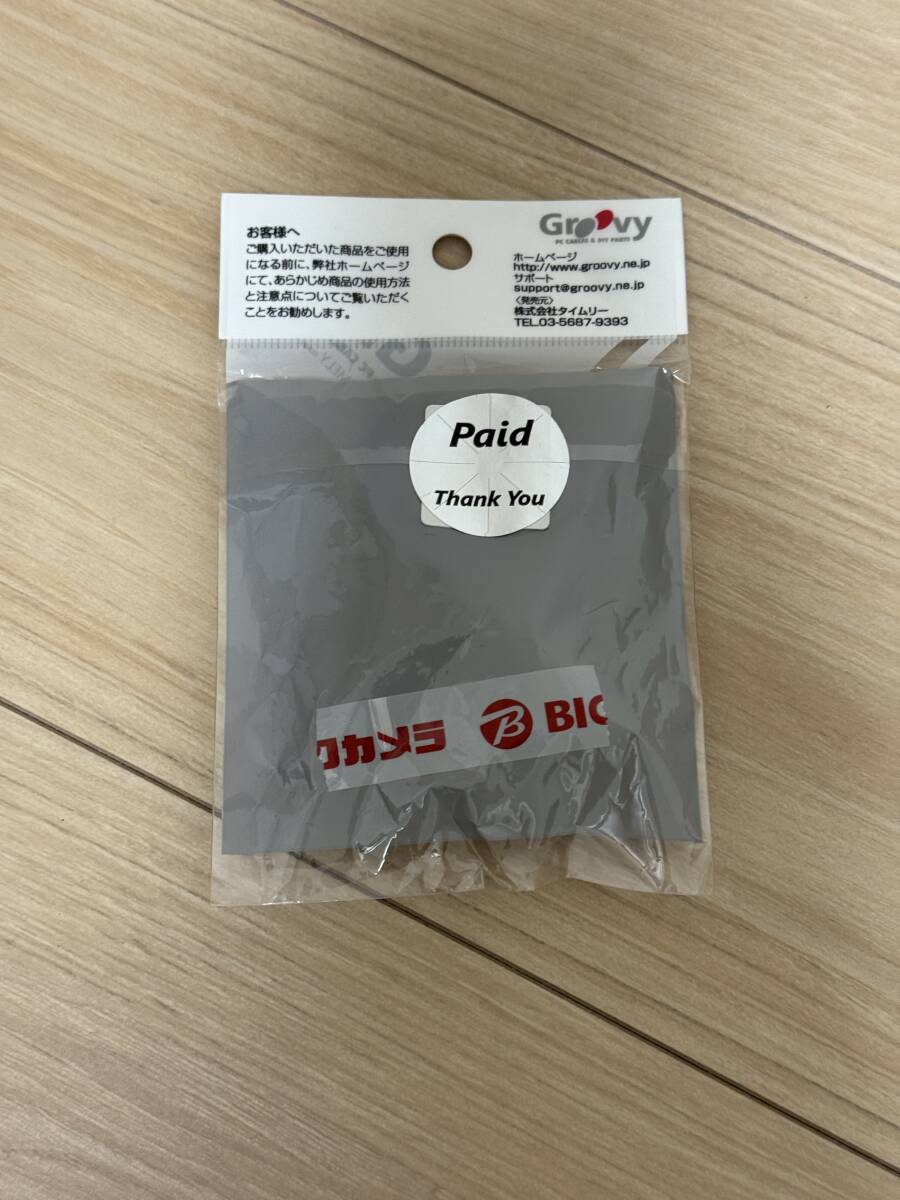 お客様へ
ご購入いただいた商品をご使用
になる前に、弊社ホームページ
にて、あらかじめ商品の使用方法
と注意点についてご覧いただく
ことをお勧めします。
Groovy
PC CABLES & DIY PARTS
ホームページ
http://www.groovy.ne.jp
サポート
support@groovy.ne.jp
〈発売元〉
株式会社タイムリー
TEL.03-5687-9393
Paid
Thank You
クカメラ B BIC